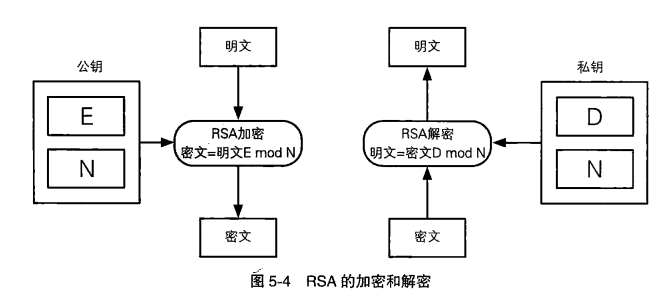 明文
明文
公钥
私钥
E
RSA加密
密文=明文E mod N
RSA解密
明文=密文D mod N
D
N
N
密文
密文
图 5-4 RSA 的加密和解密